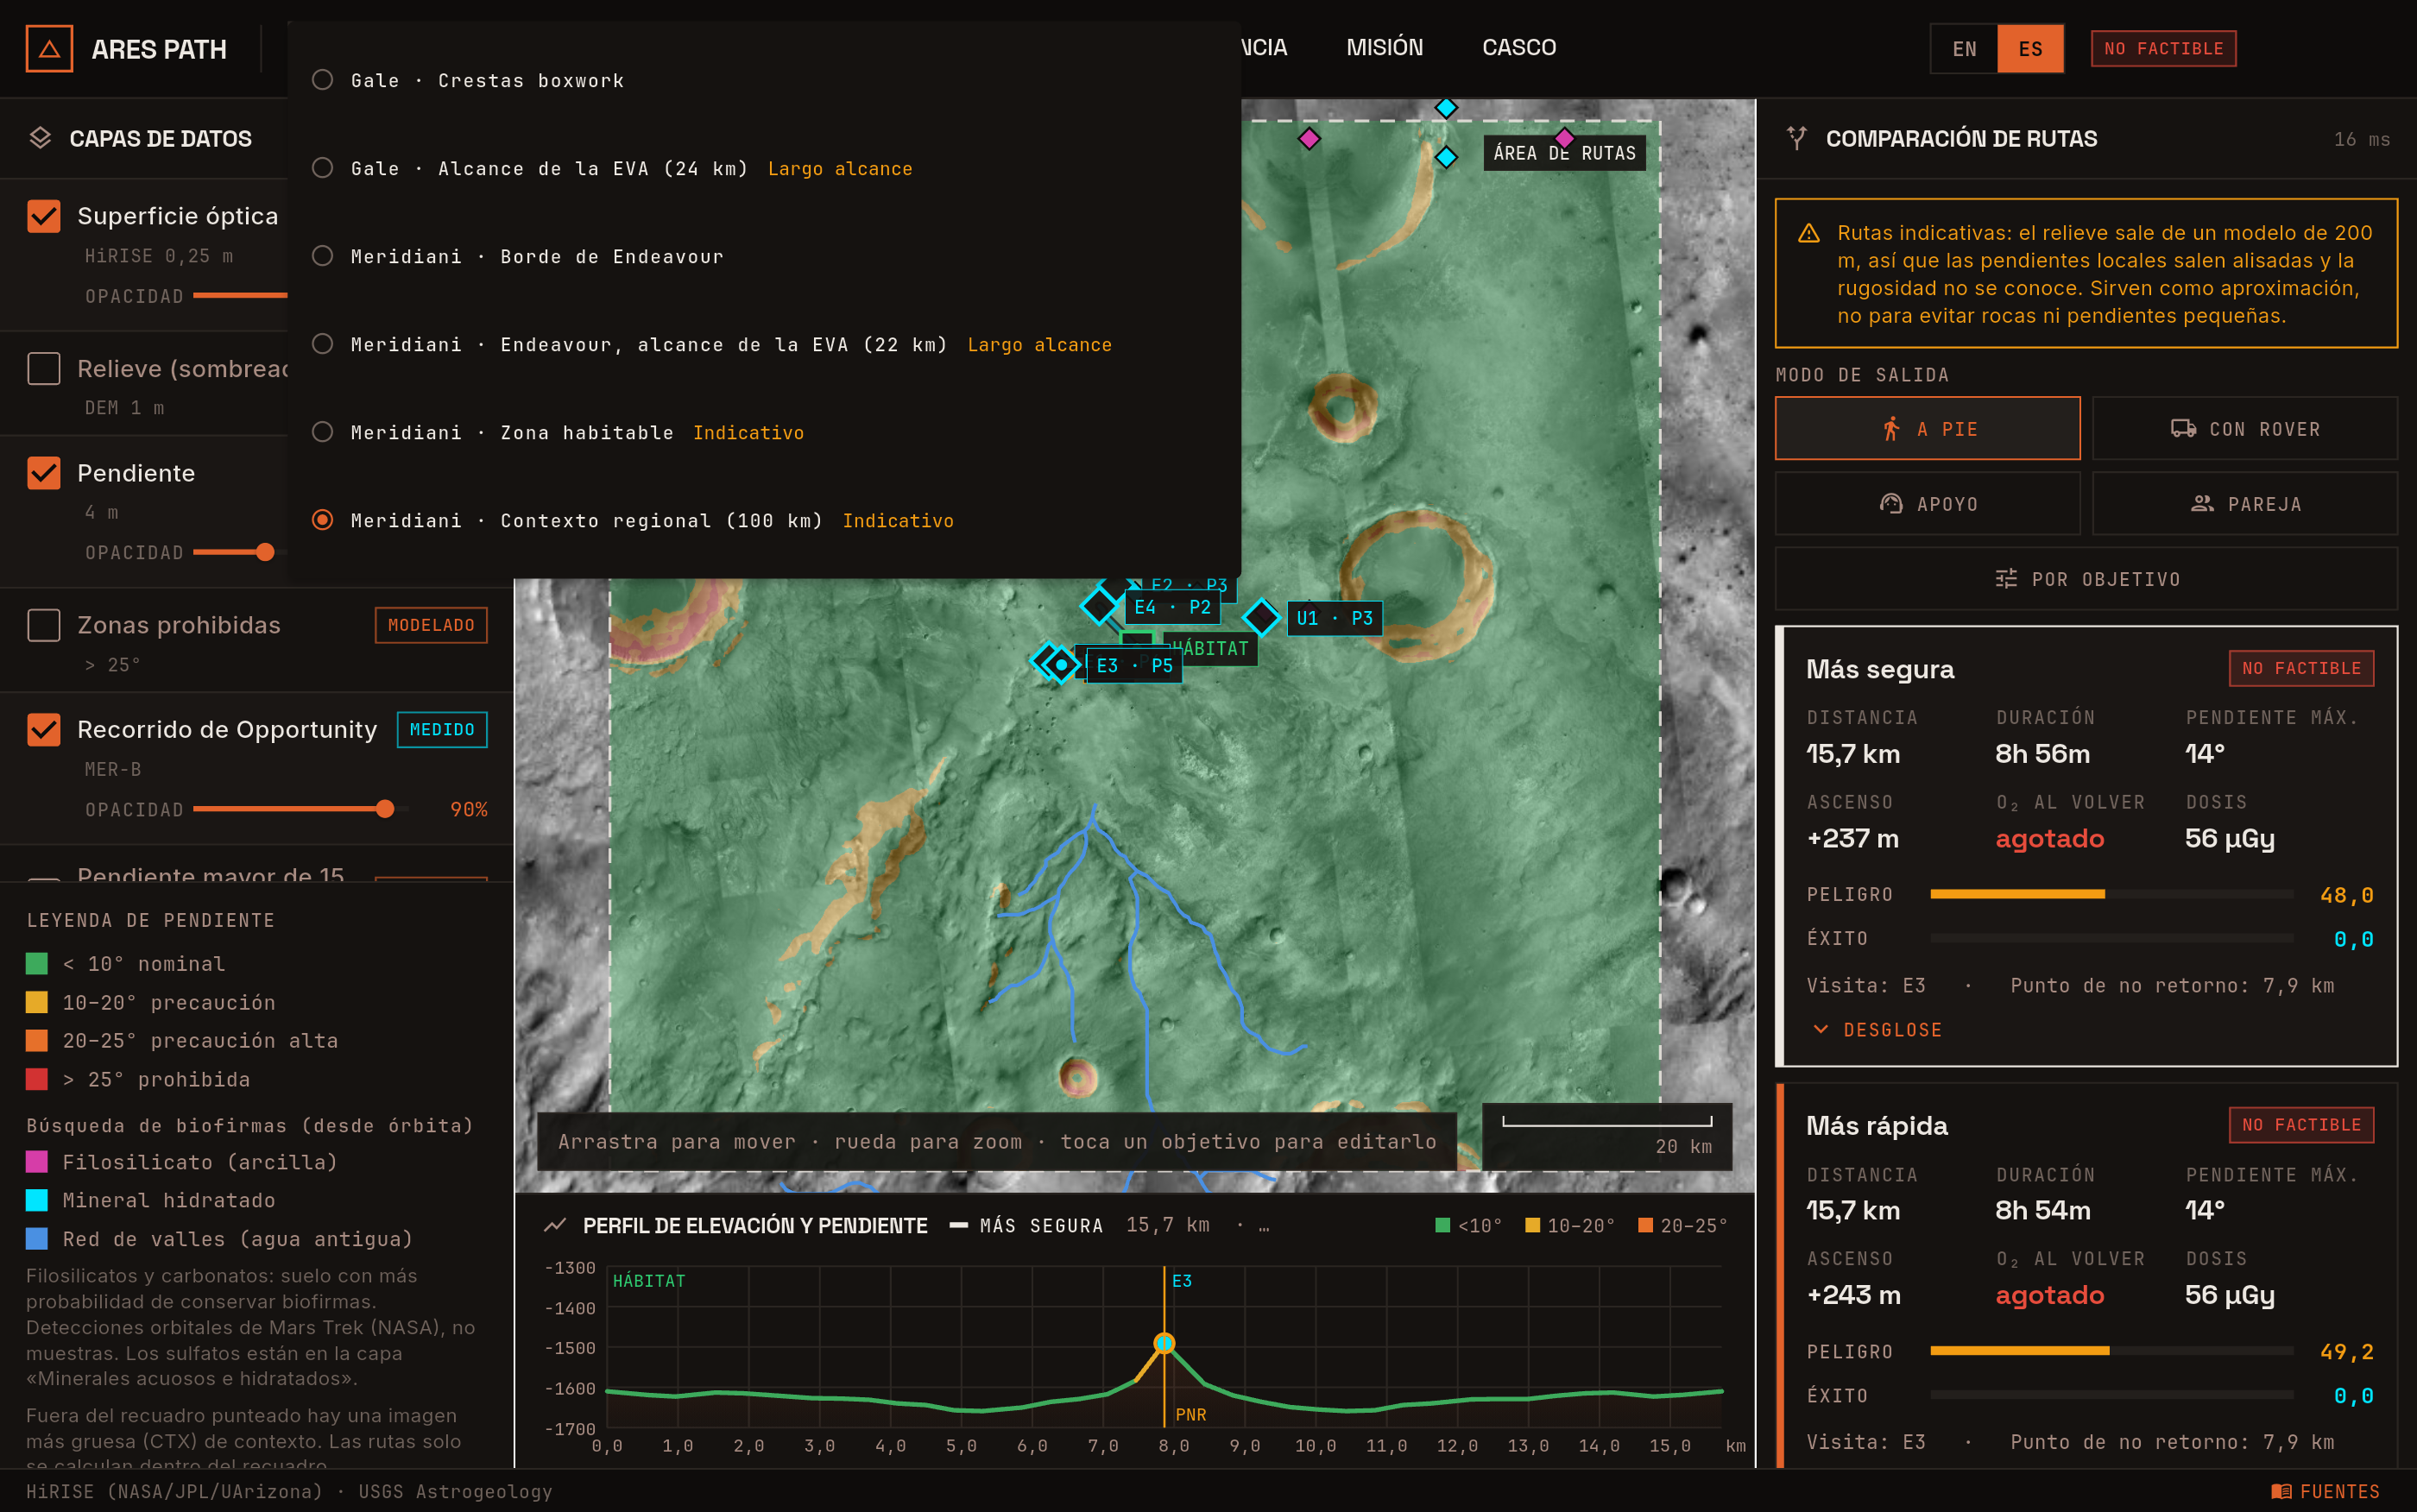 ARES PATH
NCIA
MISIÓN
CASCO
EN
ES
NO FACTIBLE
Gale · Crestas boxwork
Gale · Alcance de la EVA (24 km) Largo alcance
Meridiani · Borde de Endeavour
Meridiani · Endeavour, alcance de la EVA (22 km) Largo alcance
Meridiani · Zona habitable Indicativo
Meridiani · Contexto regional (100 km) Indicativo
CAPAS DE DATOS
Superficie óptica
HiRISE 0,25 m
OPACIDAD
Relieve (sombreac
DEM 1 m
Pendiente
4 m
OPACIDAD
Zonas prohibidas
MODELADO
> 25°
Recorrido de Opportunity
MEDIDO
MER-B
OPACIDAD
90%
Pendiente mayor de 15
LEYENDA DE PENDIENTE
< 10° nominal
10–20° precaución
20–25° precaución alta
> 25° prohibida
Búsqueda de biofirmas (desde órbita)
Filosilicato (arcilla)
Mineral hidratado
Red de valles (agua antigua)
Filosilicatos y carbonatos: suelo con más
probabilidad de conservar biofirmas.
Detecciones orbitales de Mars Trek (NASA), no
muestras. Los sulfatos están en la capa
«Minerales acuosos e hidratados».
Fuera del recuadro punteado hay una imagen
más gruesa (CTX) de contexto. Las rutas solo
se calculan dentro del recuadro
ÁREA DE RUTAS
E2 · P3
E4 · P2
U1 · P3
HÁBITAT
E3 · P5
Arrastra para mover · rueda para zoom · toca un objetivo para editarlo
20 km
PERFIL DE ELEVACIÓN Y PENDIENTE
MÁS SEGURA
15,7 km · …
<10°
10–20°
20–25°
-1300
-1400
-1500
-1600
-1700
HÁBITAT
E3
PNR
0,0 1,0 2,0 3,0 4,0 5,0 6,0 7,0 8,0 9,0 10,0 11,0 12,0 13,0 14,0 15,0 km
COMPARACIÓN DE RUTAS
16 ms
Rutas indicativas: el relieve sale de un modelo de 200
m, así que las pendientes locales salen alisadas y la
rugosidad no se conoce. Sirven como aproximación,
no para evitar rocas ni pendientes pequeñas.
MODO DE SALIDA
A PIE
CON ROVER
APOYO
PAREJA
POR OBJETIVO
Más segura
NO FACTIBLE
DISTANCIA DURACIÓN PENDIENTE MÁX.
15,7 km 8h 56m 14°
ASCENSO O₂ AL VOLVER DOSIS
+237 m agotado 56 µGy
PELIGRO 48,0
ÉXITO 0,0
Visita: E3 · Punto de no retorno: 7,9 km
DESGLOSE
Más rápida
NO FACTIBLE
DISTANCIA DURACIÓN PENDIENTE MÁX.
15,7 km 8h 54m 14°
ASCENSO O₂ AL VOLVER DOSIS
+243 m agotado 56 µGy
PELIGRO 49,2
ÉXITO 0,0
Visita: E3 · Punto de no retorno: 7,9 km
HiRISE (NASA/JPL/UArizona) · USGS Astrogeology
FUENTES